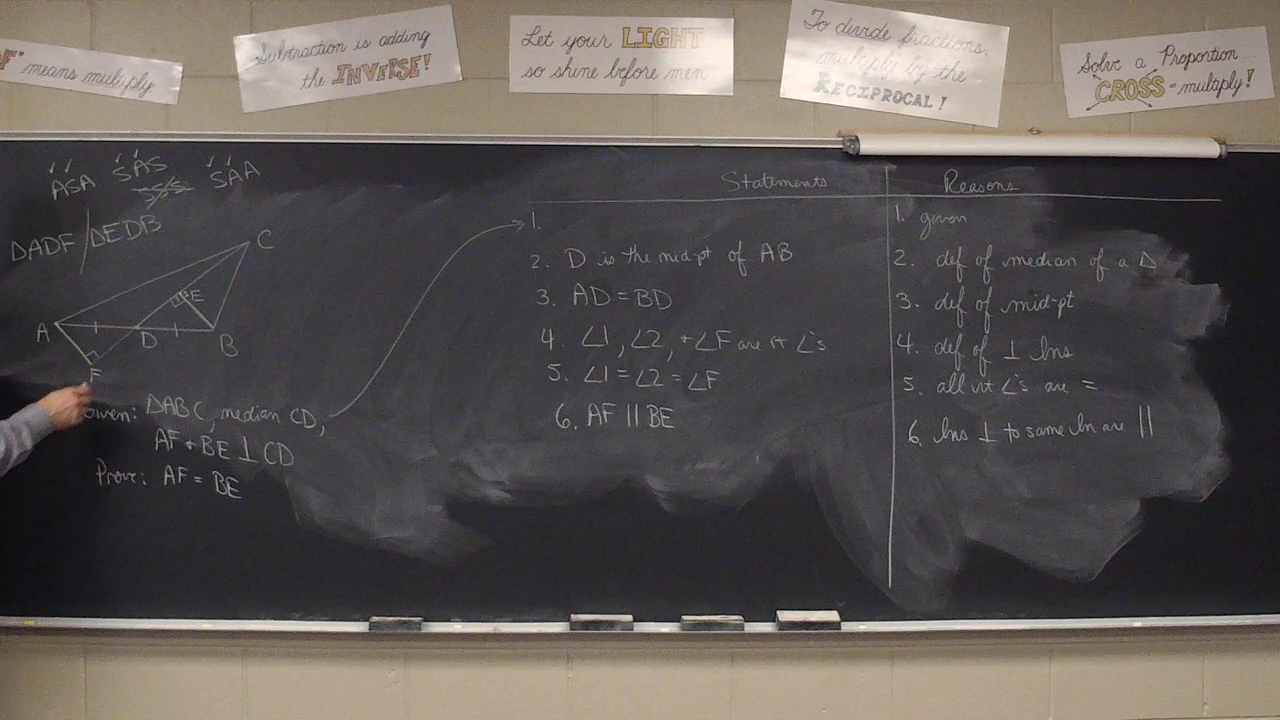 OF" means multiply
Subtraction is adding
the INVERSE!
Let your LIGHT
so shine before men
To divide fractions,
multiply by the
RECIPROCAL!
Solve a Proportion...
CROSS-multiply!
ASA SAS SAA
SSS
ΔADF / ΔEDB
C
E
A
D
B
F
Given: ΔABC, median CD,
AF + BE ⊥ CD
Prove: AF = BE
Statements Reasons
1. 1. given
2. D is the mid-pt of AB 2. def of median of a Δ
3. AD = BD 3. def of mid-pt
4. ∠1, ∠2, + ∠F are rt ∠'s 4. def of ⊥ lns
5. ∠1 = ∠2 = ∠F 5. all rt ∠'s are =
6. AF || BE 6. lns ⊥ to same ln are ||